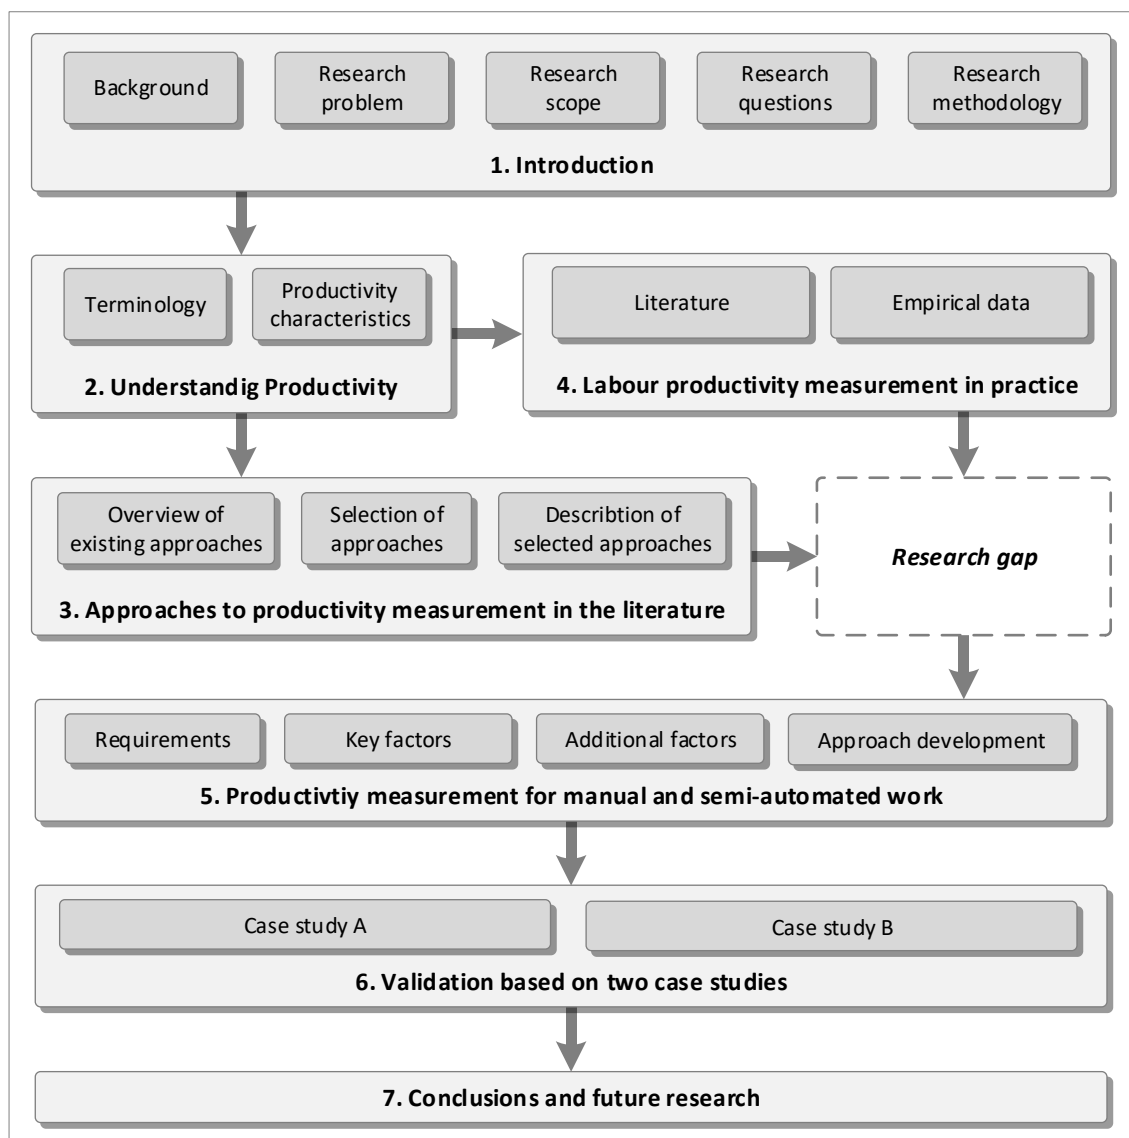 Background
Research
problem
Research
scope
Research
questions
Research
methodology
1. Introduction
Terminology
Productivity
characteristics
2. Understandig Productivity
Literature
Empirical data
4. Labour productivity measurement in practice
Overview of
existing approaches
Selection of
approaches
Describtion of
selected approaches
3. Approaches to productivity measurement in the literature
Research gap
Requirements
Key factors
Additional factors
Approach development
5. Productivtiy measurement for manual and semi-automated work
Case study A
Case study B
6. Validation based on two case studies
7. Conclusions and future research